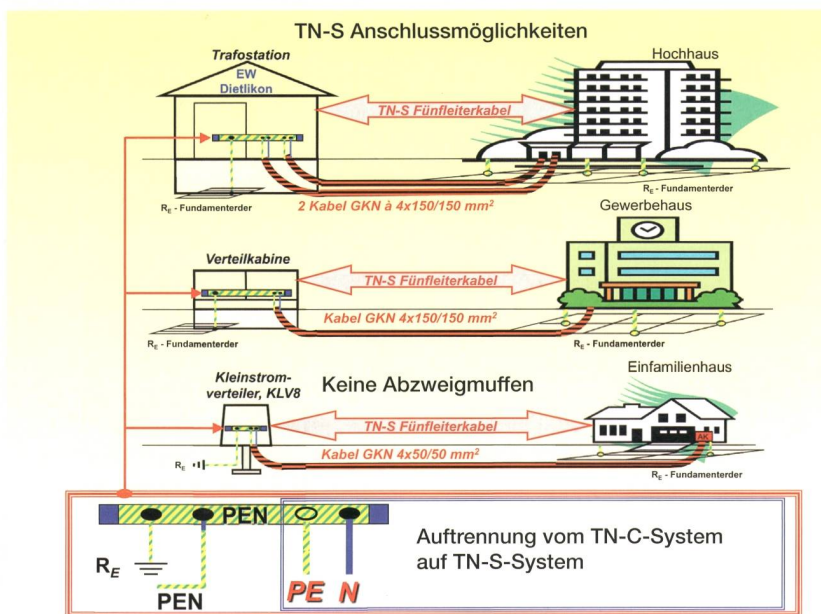 TN-S Anschlussmöglichkeiten
Trafostation
EW
Dietlikon
Hochhaus
TN-S Fünfleiterkabel
RE - Fundamenterder
2 Kabel GKN à 4x150/150 mm²
RE - Fundamenterder
Gewerbehaus
Verteilkabine
TN-S Fünfleiterkabel
Kabel GKN 4x150/150 mm²
RE - Fundamenterder
RE - Fundamenterder
Kleinstrom-
verteiler, KLV8
Keine Abzweigmuffen
Einfamilienhaus
TN-S Fünfleiterkabel
AK
Kabel GKN 4x50/50 mm²
RE
RE - Fundamenterder
PEN
Auftrennung vom TN-C-System
auf TN-S-System
RE
PEN
PE N